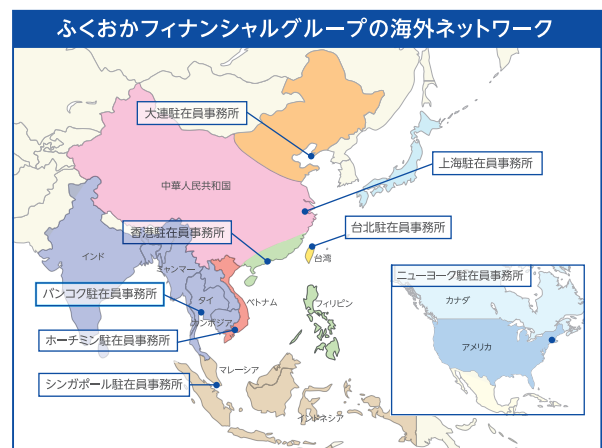 ふくおかフィナンシャルグループの海外ネットワーク
大連駐在員事務所
上海駐在員事務所
中華人民共和国
香港駐在員事務所
台北駐在員事務所
インド
台湾
ミャンマー
ニューヨーク駐在員事務所
バンコク駐在員事務所
タイ
ベトナム
フィリピン
カナダ
カンボジア
ホーチミン駐在員事務所
アメリカ
マレーシア
シンガポール駐在員事務所
インドネシア